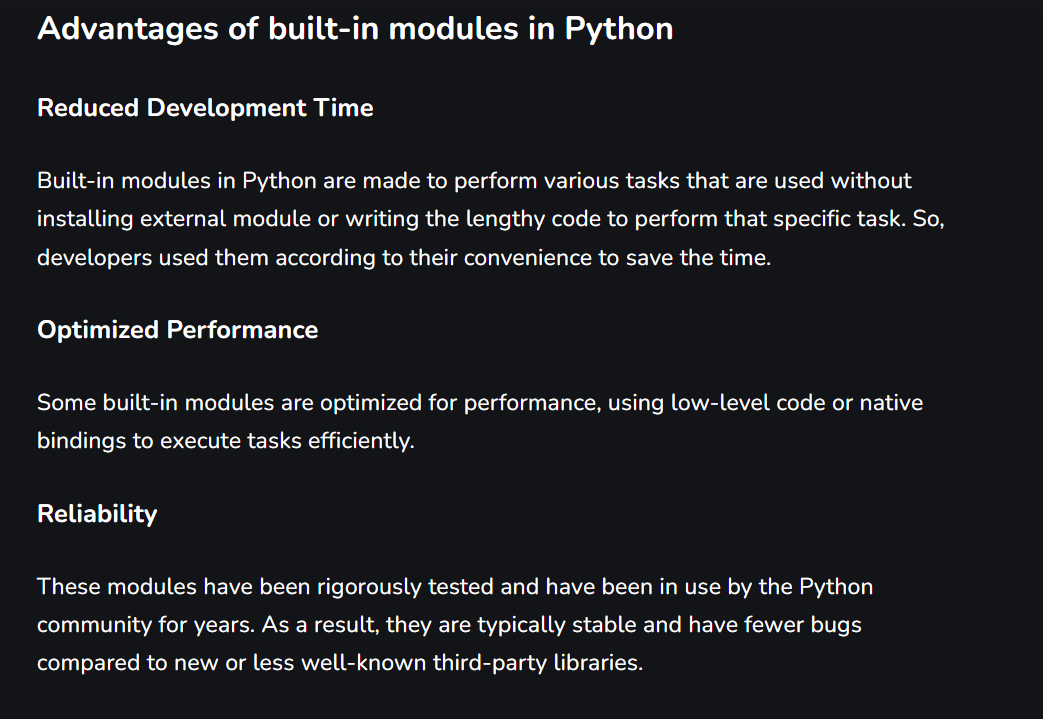 Advantages of built-in modules in Python
Reduced Development Time
Built-in modules in Python are made to perform various tasks that are used without
installing external module or writing the lengthy code to perform that specific task. So,
developers used them according to their convenience to save the time.
Optimized Performance
Some built-in modules are optimized for performance, using low-level code or native
bindings to execute tasks efficiently.
Reliability
These modules have been rigorously tested and have been in use by the Python
community for years. As a result, they are typically stable and have fewer bugs
compared to new or less well-known third-party libraries.